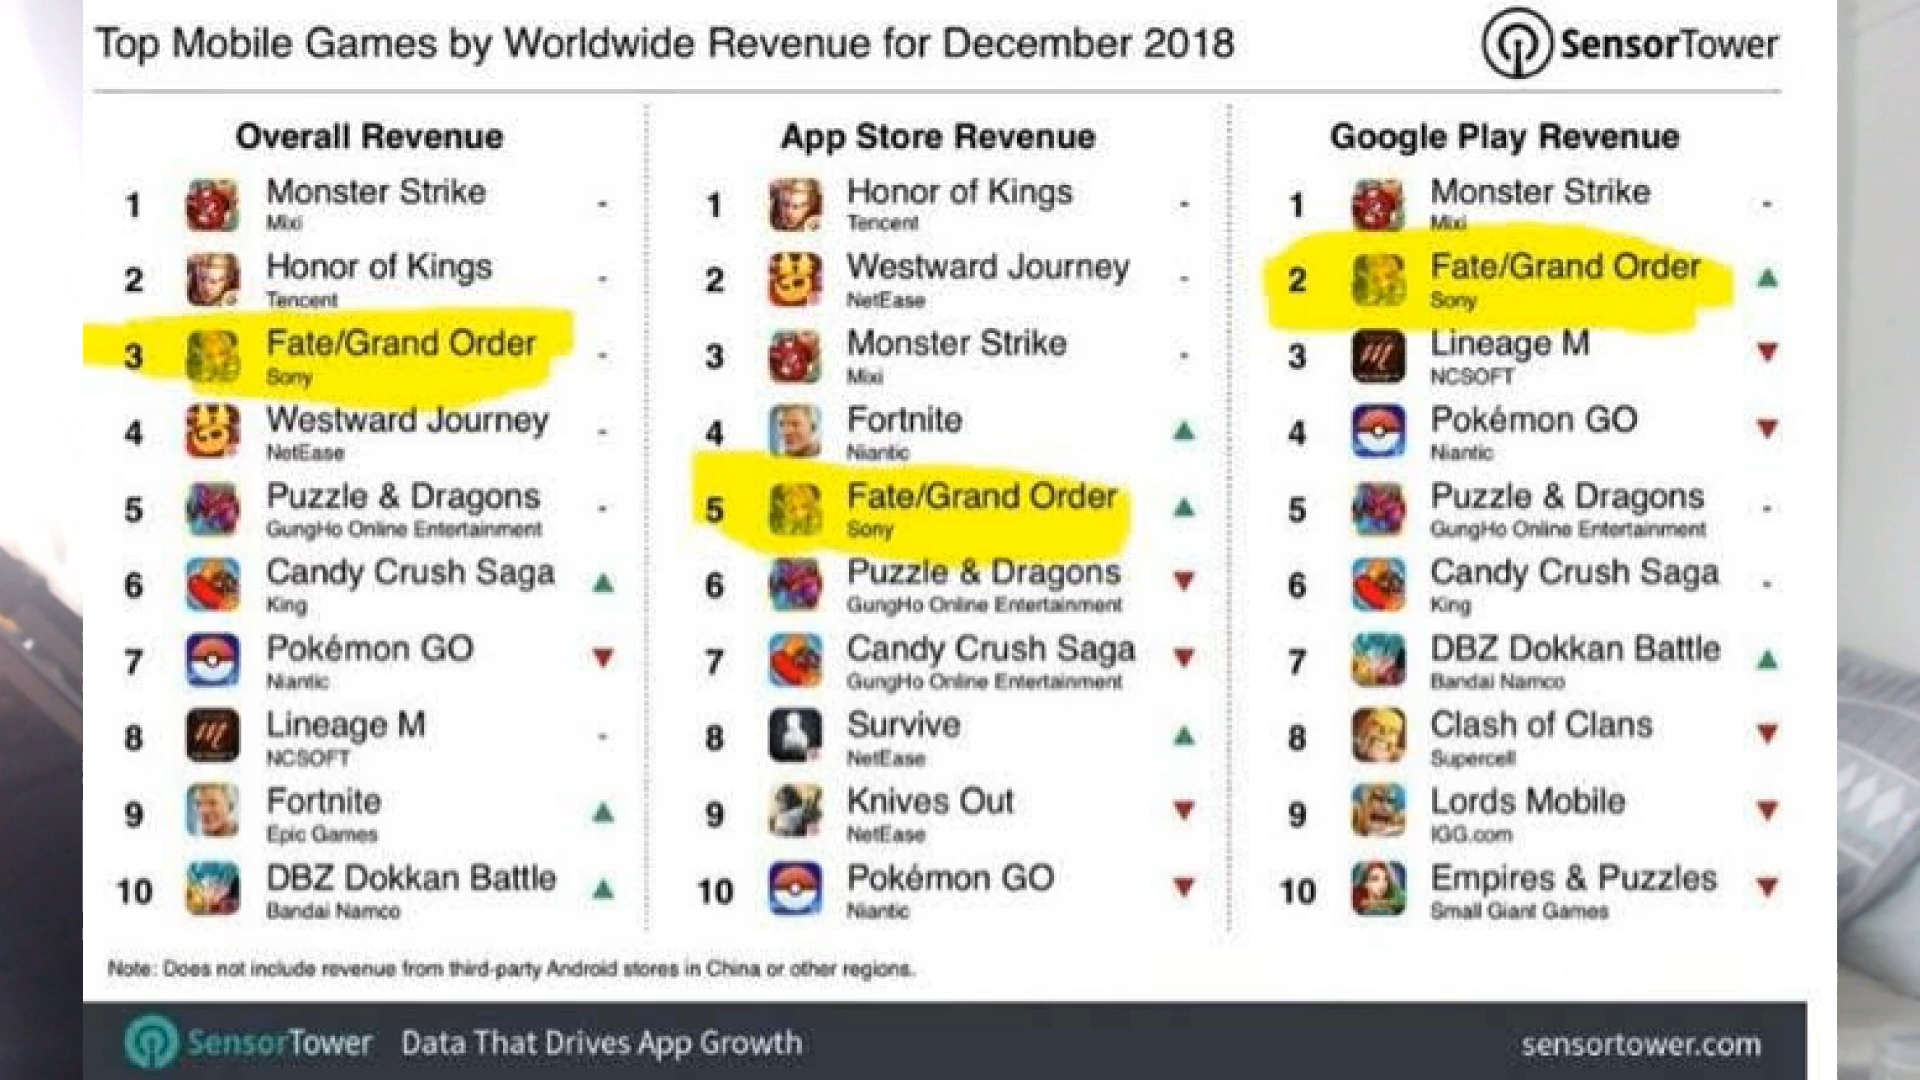 Top Mobile Games by Worldwide Revenue for December 2018
SensorTower
Overall Revenue
1
Monster Strike
Mixi
-
2
Honor of Kings
Tencent
-
3
Fate/Grand Order
Sony
-
4
Westward Journey
NetEase
-
5
Puzzle & Dragons
GungHo Online Entertainment
-
6
Candy Crush Saga
King
▲
7
Pokémon GO
Niantic
▼
8
Lineage M
NCSOFT
-
9
Fortnite
Epic Games
▲
10
DBZ Dokkan Battle
Bandai Namco
▲
App Store Revenue
1
Honor of Kings
Tencent
-
2
Westward Journey
NetEase
-
3
Monster Strike
Mixi
-
4
Fortnite
Niantic
▲
5
Fate/Grand Order
Sony
▲
6
Puzzle & Dragons
GungHo Online Entertainment
▼
7
Candy Crush Saga
GungHo Online Entertainment
▼
8
Survive
NetEase
▲
9
Knives Out
NetEase
▼
10
Pokémon GO
Niantic
▼
Google Play Revenue
1
Monster Strike
Mixi
-
2
Fate/Grand Order
Sony
▲
3
Lineage M
NCSOFT
▼
4
Pokémon GO
Niantic
▼
5
Puzzle & Dragons
GungHo Online Entertainment
-
6
Candy Crush Saga
King
-
7
DBZ Dokkan Battle
Bandai Namco
▲
8
Clash of Clans
Supercell
▼
9
Lords Mobile
IGG.com
▼
10
Empires & Puzzles
Small Giant Games
▼
Note: Does not include revenue from third-party Android stores in China or other regions.
SensorTower Data That Drives App Growth
sensortower.com